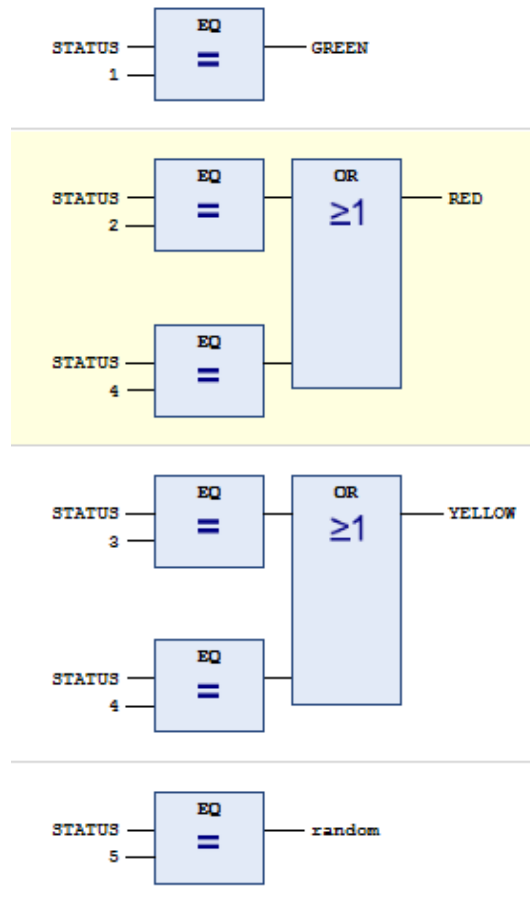 EQ
STATUS = GREEN
1
EQ OR
STATUS = ≥1 RED
2
EQ
STATUS =
4
EQ OR
STATUS = ≥1 YELLOW
3
EQ
STATUS =
4
EQ
STATUS = random
5